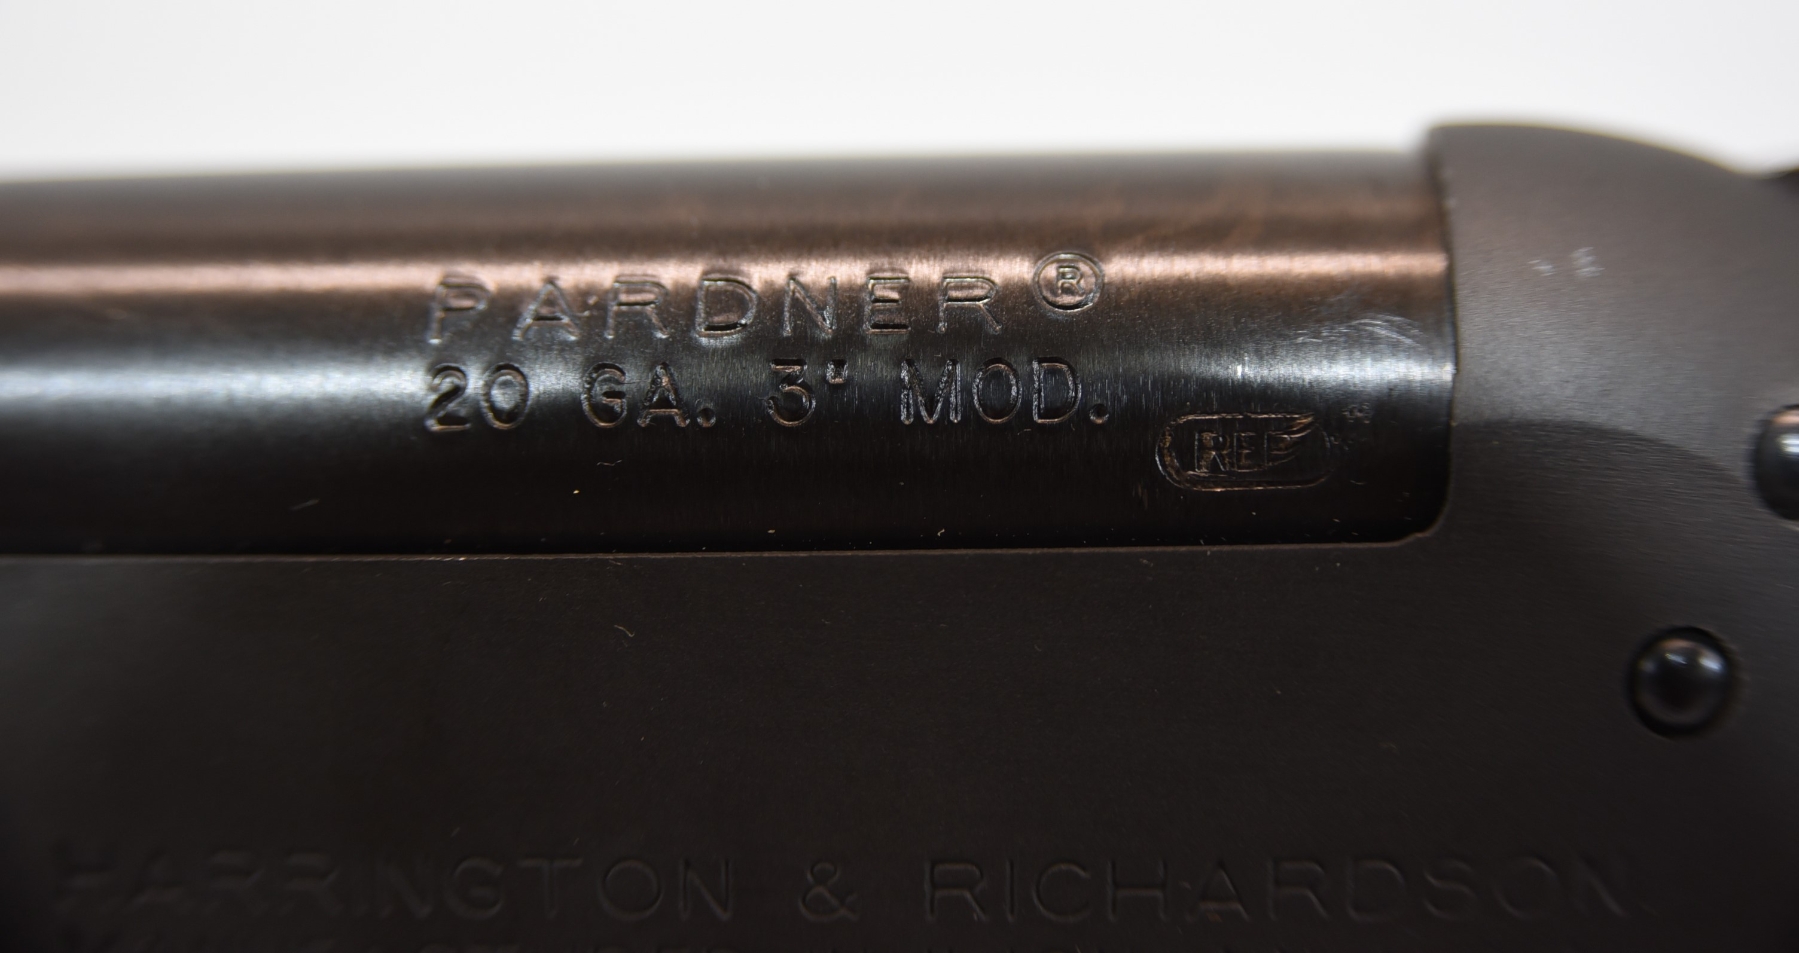 PARDNER®
20 GA. 3" MOD.
REP
HARRINGTON & RICHARDSON